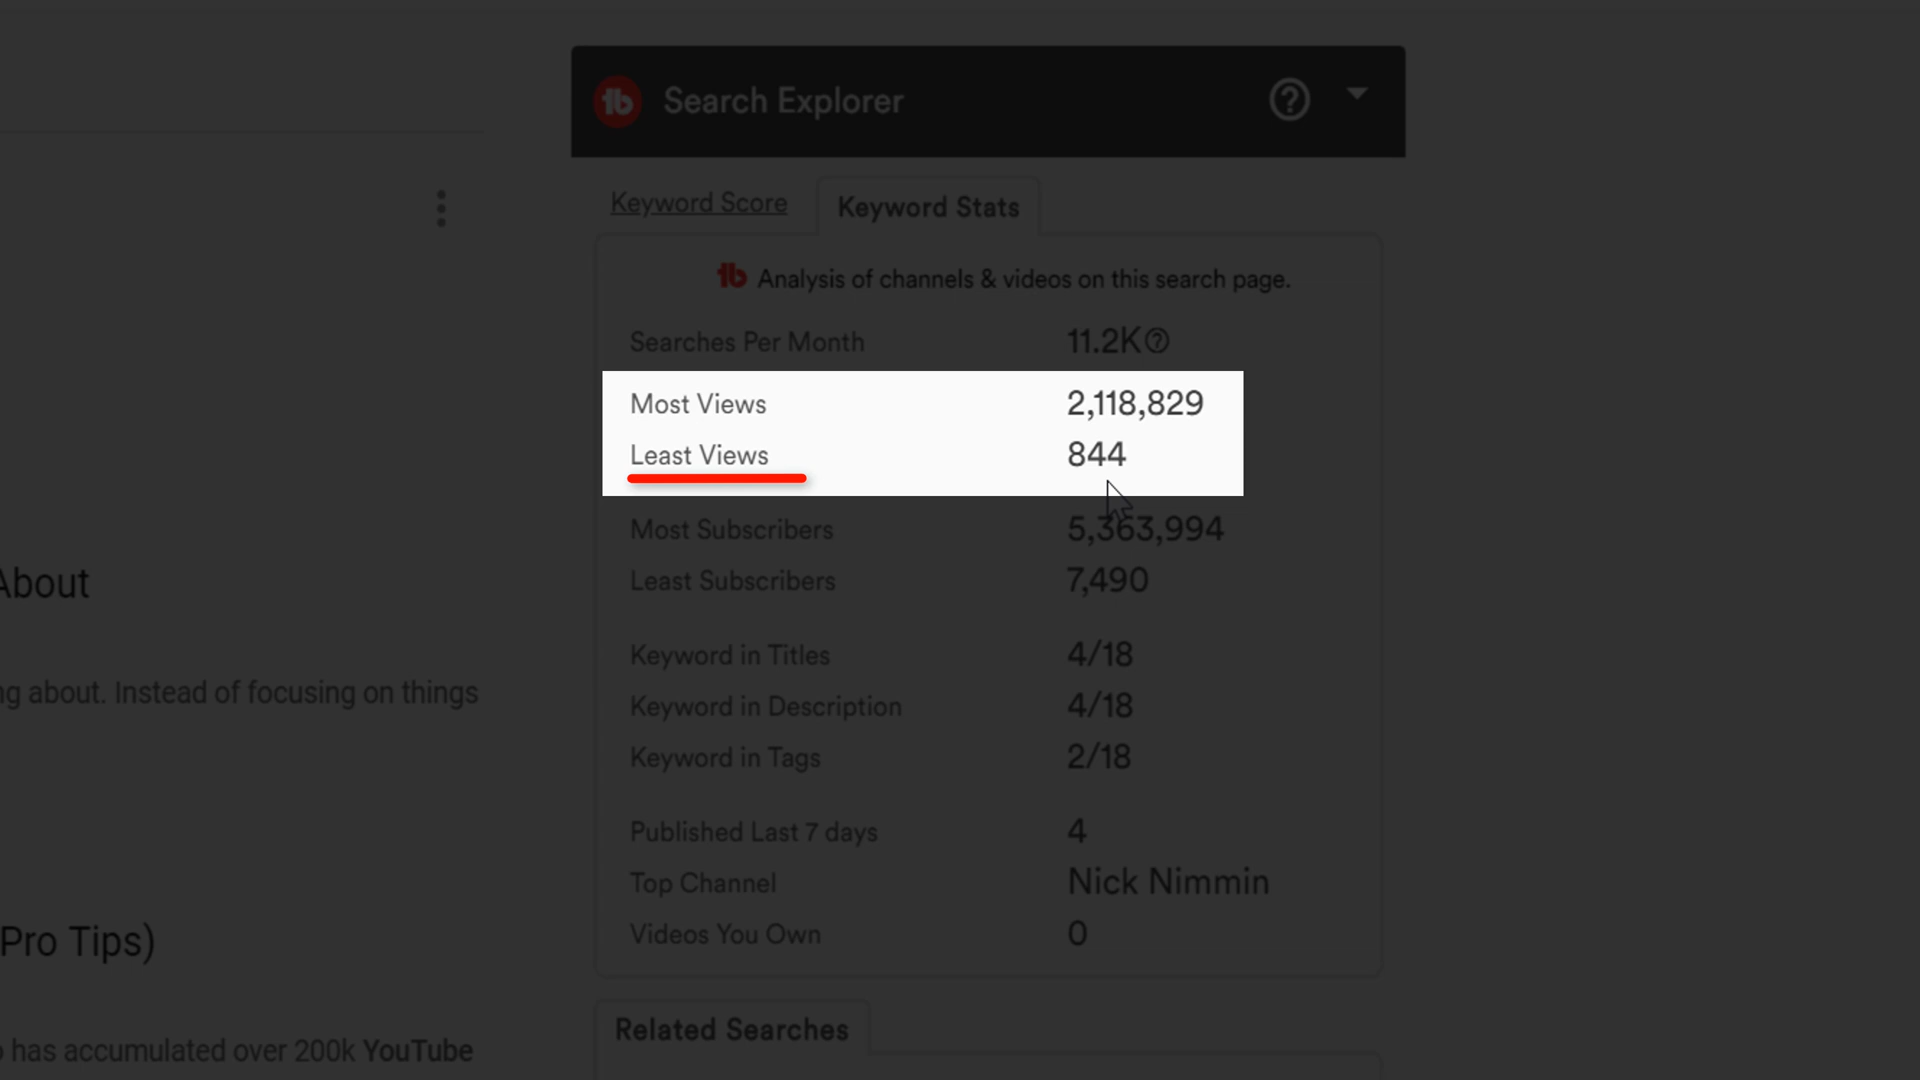 tb Search Explorer ?
Keyword Score Keyword Stats
tb Analysis of channels & videos on this search page.
Searches Per Month 11.2K?
Most Views 2,118,829
Least Views 844
Most Subscribers 5,363,994
Least Subscribers 7,490
Keyword in Titles 4/18
Keyword in Description 4/18
Keyword in Tags 2/18
Published Last 7 days 4
Top Channel Nick Nimmin
Videos You Own 0
Related Searches
About
about. Instead of focusing on things
Pro Tips)
has accumulated over 200k YouTube